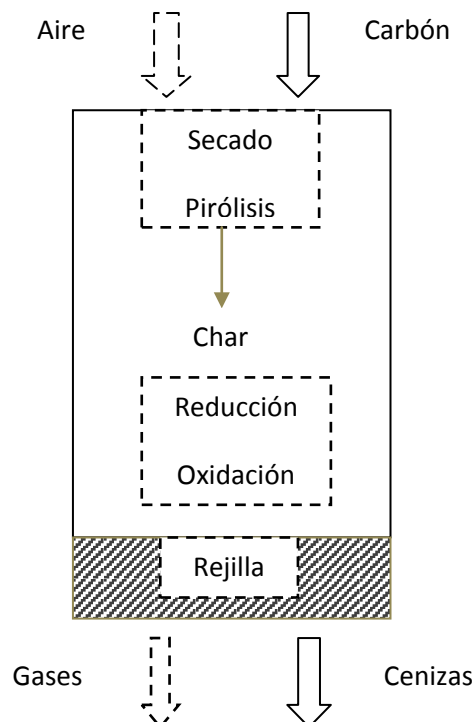 Aire
Carbón
Secado
Pirólisis
Char
Reducción
Oxidación
Rejilla
Gases
Cenizas